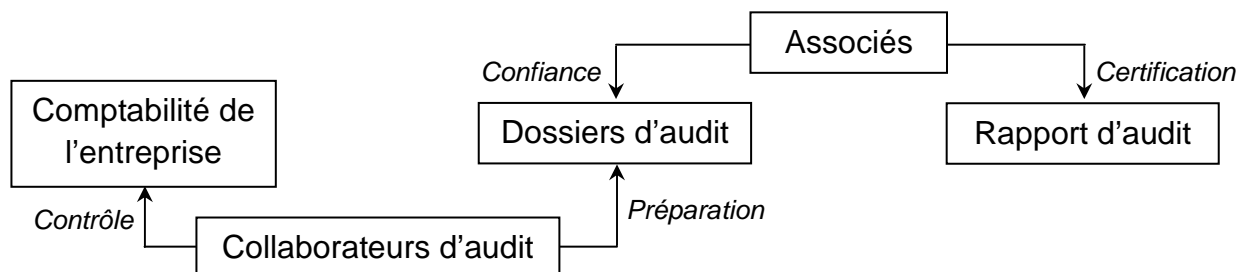 Associés
Confiance
Certification
Comptabilité de
l'entreprise
Dossiers d'audit
Rapport d'audit
Contrôle
Préparation
Collaborateurs d'audit